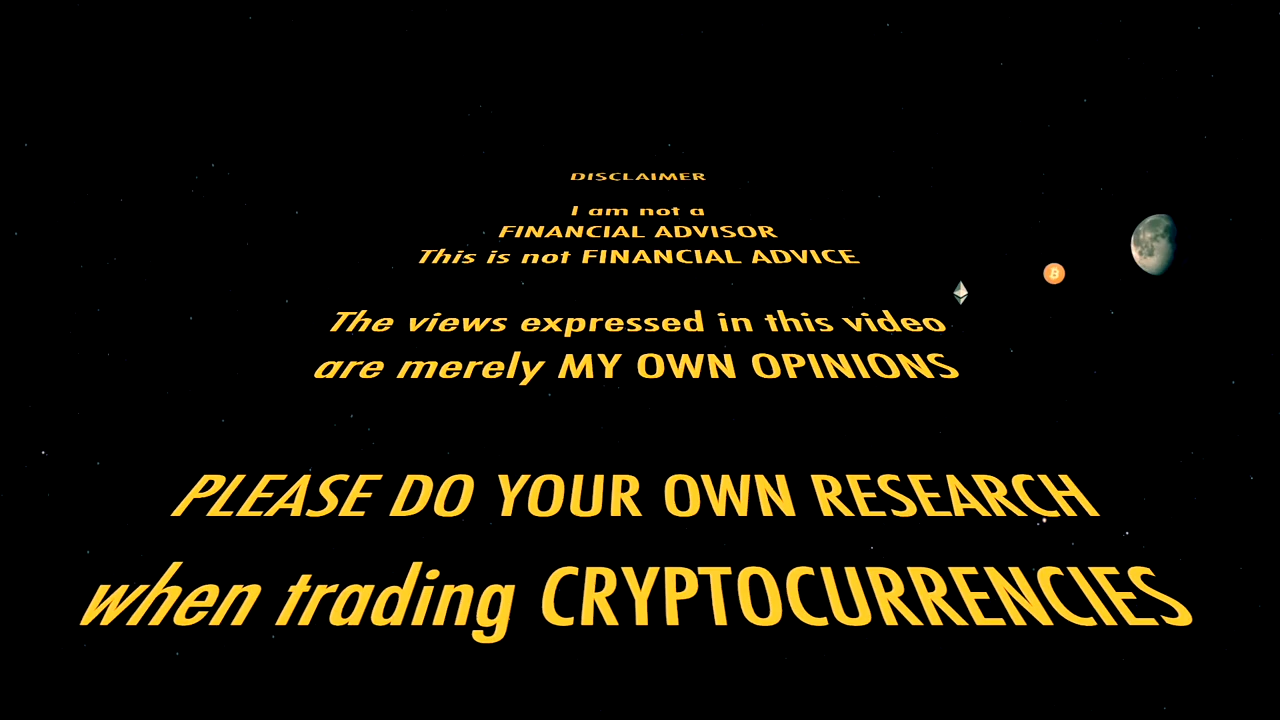 DISCLAIMER
I am not a
FINANCIAL ADVISOR
This is not FINANCIAL ADVICE
The views expressed in this video
are merely MY OWN OPINIONS
PLEASE DO YOUR OWN RESEARCH
when trading CRYPTOCURRENCIES